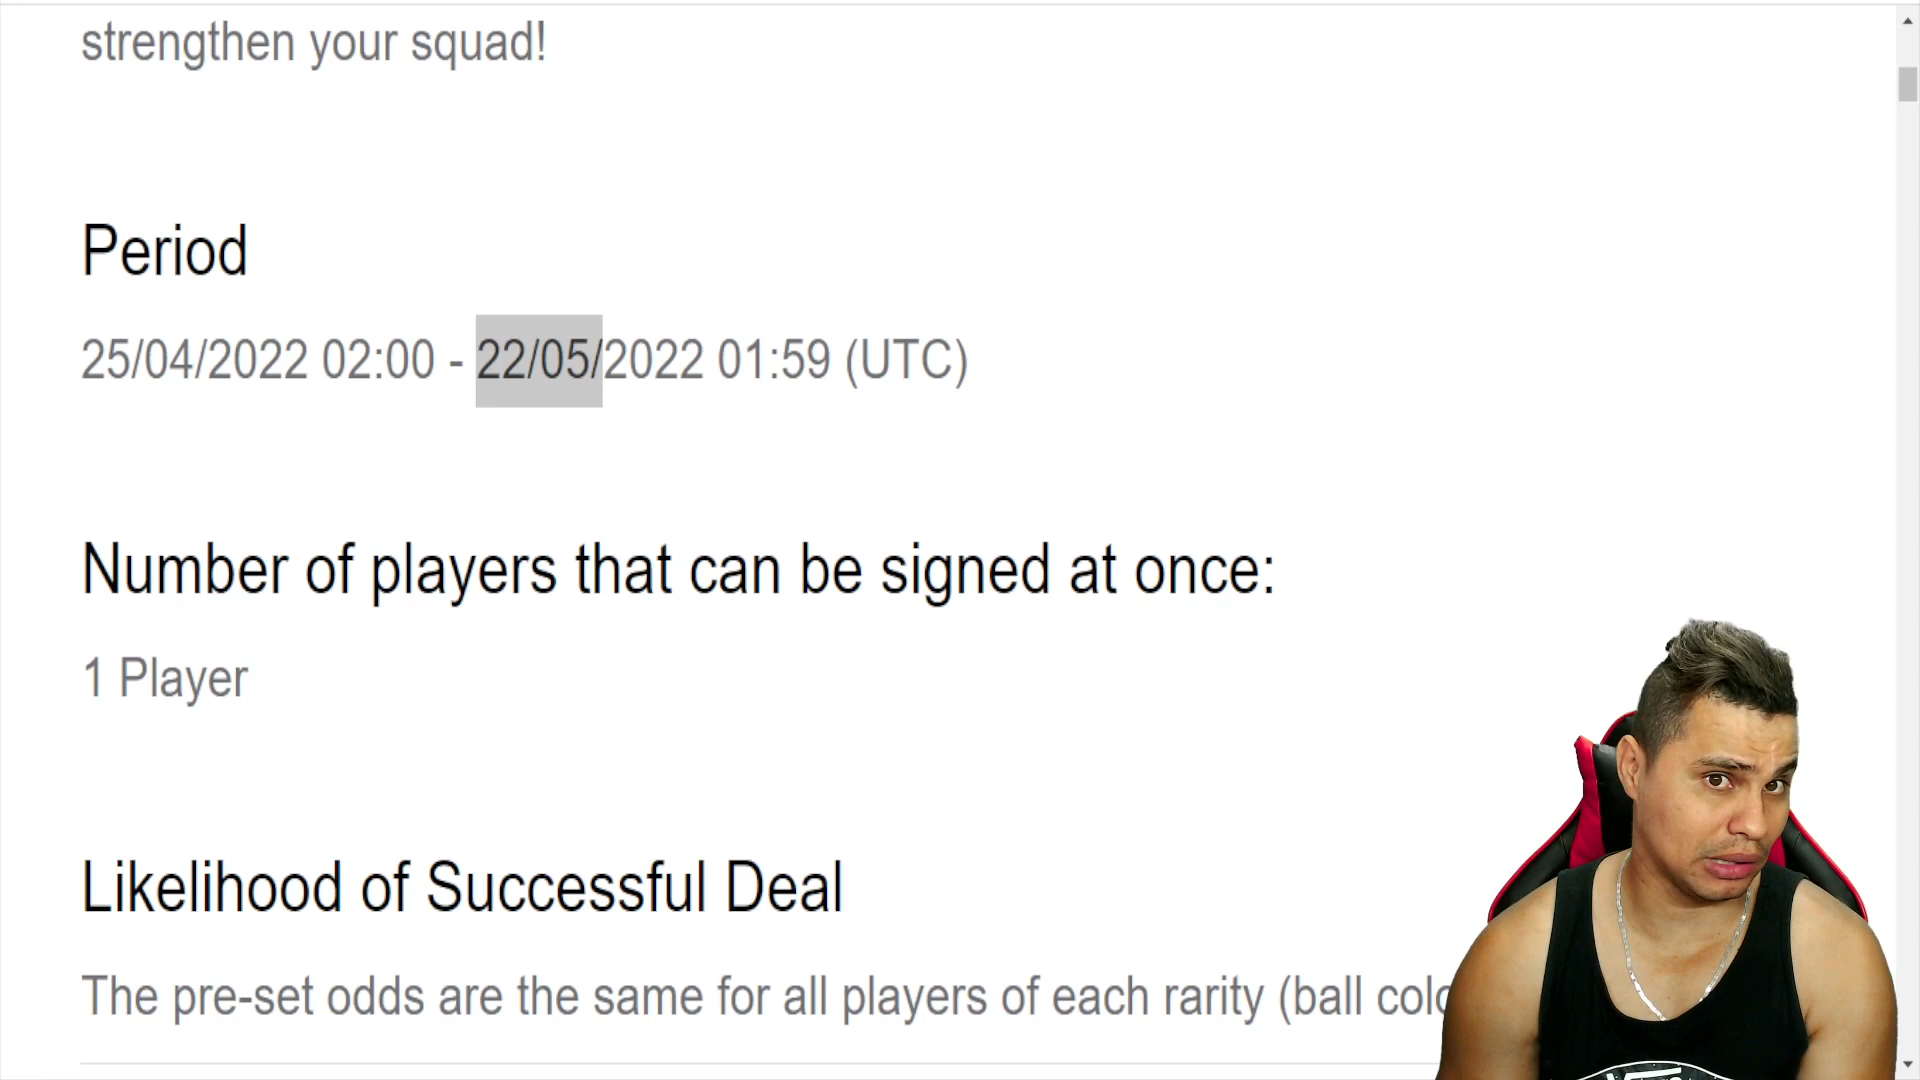 strengthen your squad!
Period
25/04/2022 02:00 - 22/05/2022 01:59 (UTC)
Number of players that can be signed at once:
1 Player
Likelihood of Successful Deal
The pre-set odds are the same for all players of each rarity (ball